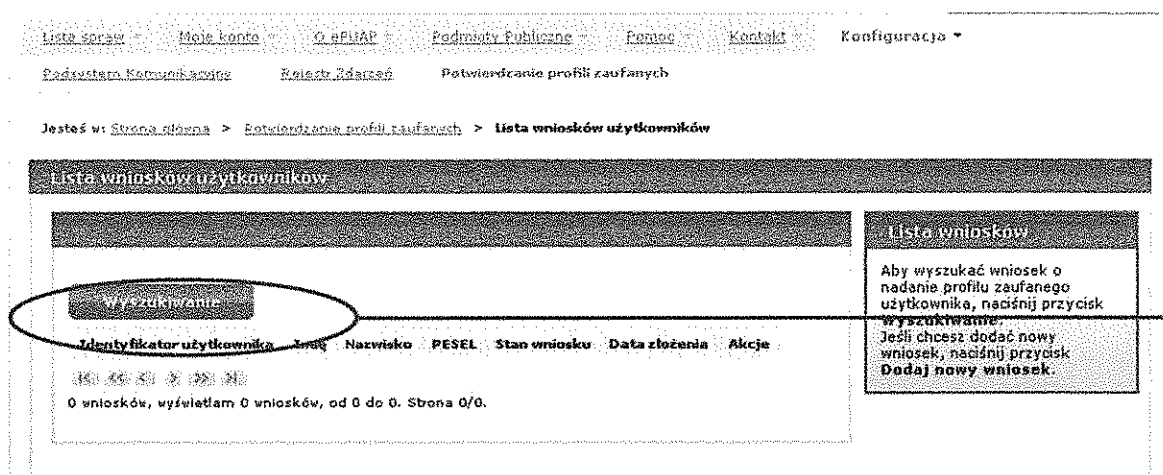 Lista spraw Moje konto O ePUAP Podmioty Publiczne Pomoc Kontakt Konfiguracja
Podsystem Komunikacyjny Rejestr Zdarzeń Potwierdzanie profili zaufanych
Jesteś w: Strona główna > Potwierdzanie profili zaufanych > Lista wniosków użytkowników
Lista wniosków użytkowników
Wyszukiwanie
Identyfikator użytkownika Imię Nazwisko PESEL Stan wniosku Data złożenia Akcje
0 wniosków, wyświetlam 0 wniosków, od 0 do 0. Strona 0/0.
Lista wniosków
Aby wyszukać wniosek o
nadanie profilu zaufanego
użytkownika, naciśnij przycisk
Wyszukiwanie
Jeśli chcesz dodać nowy
wniosek, naciśnij przycisk
Dodaj nowy wniosek.